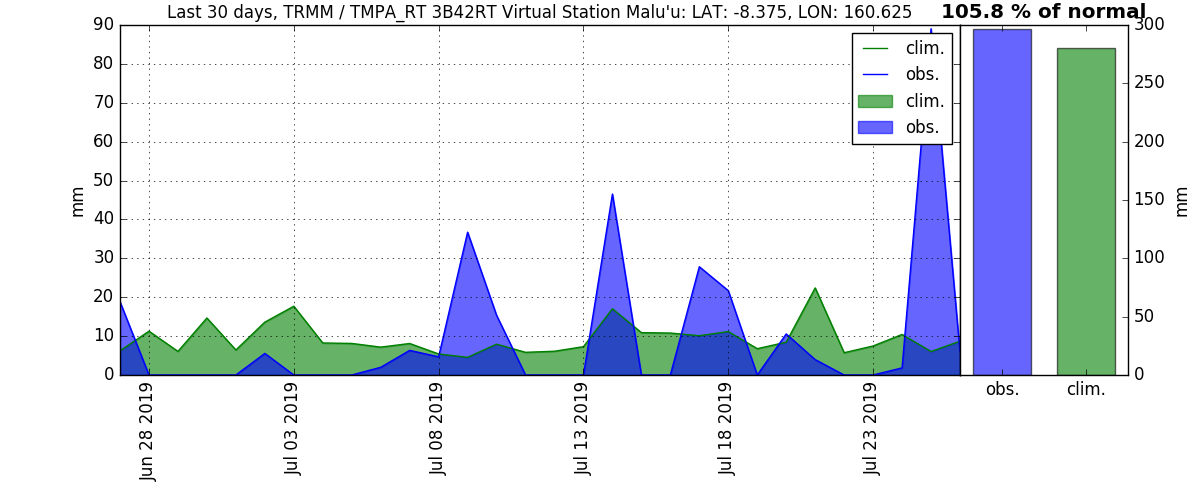 Last 30 days, TRMM / TMPA_RT 3B42RT Virtual Station Malu'u: LAT: -8.375, LON: 160.625
105.8 % of normal
90
80
70
60
50
40
30
20
10
0
mm
clim.
obs.
clim.
obs.
300
250
200
150
100
50
0
mm
obs.
clim.
Jun 28 2019
Jul 03 2019
Jul 08 2019
Jul 13 2019
Jul 18 2019
Jul 23 2019